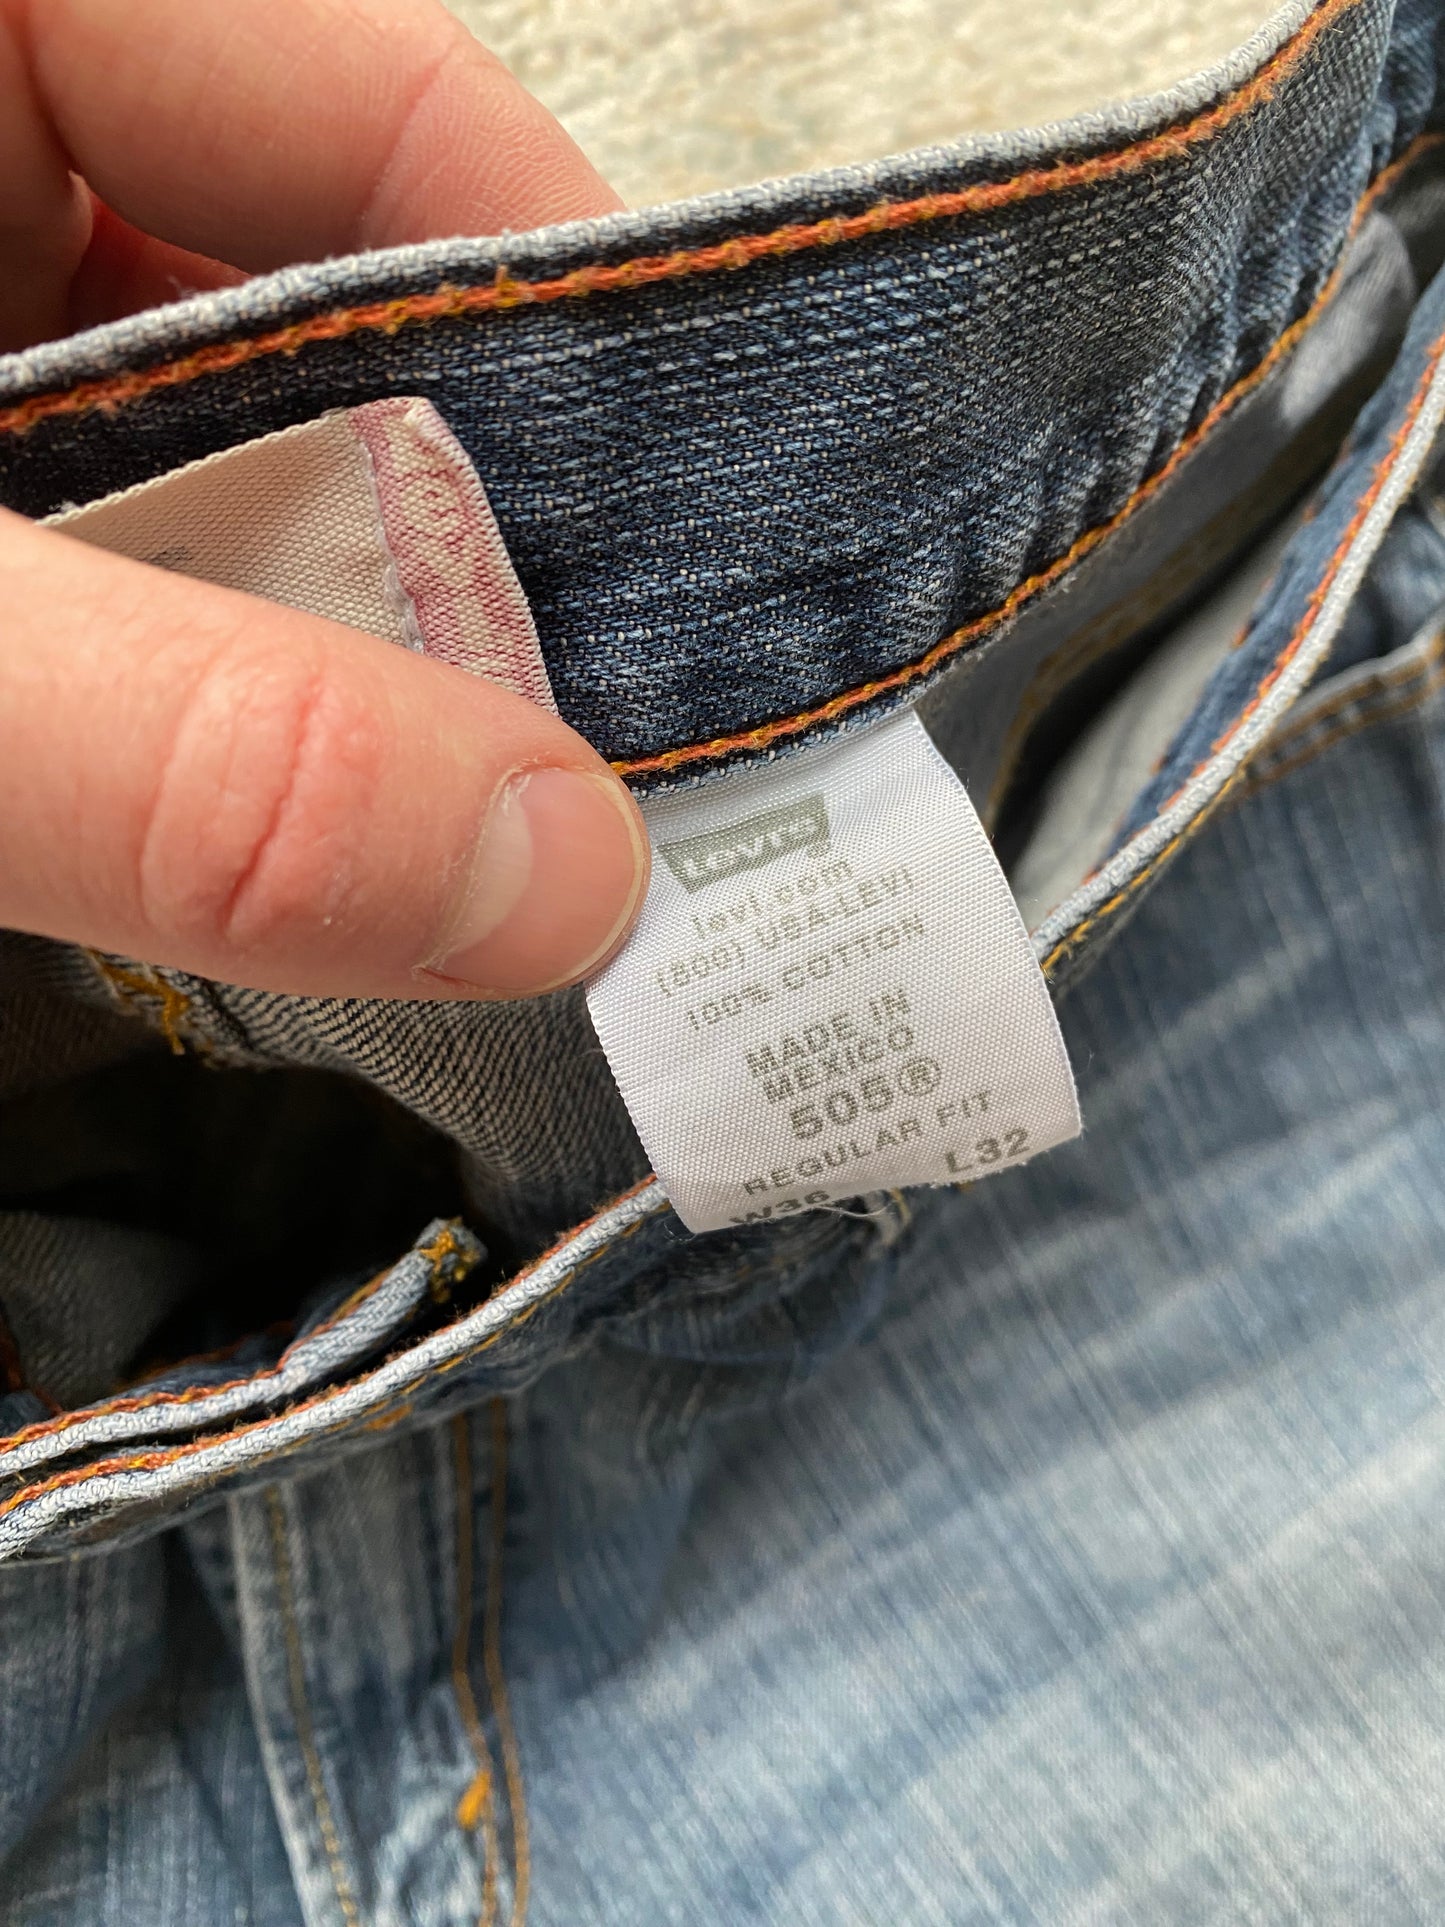 Levi's
levi.com
(800) USA-LEVI
100% COTTON
MADE IN
MEXICO
505®
REGULAR FIT
W36 L32